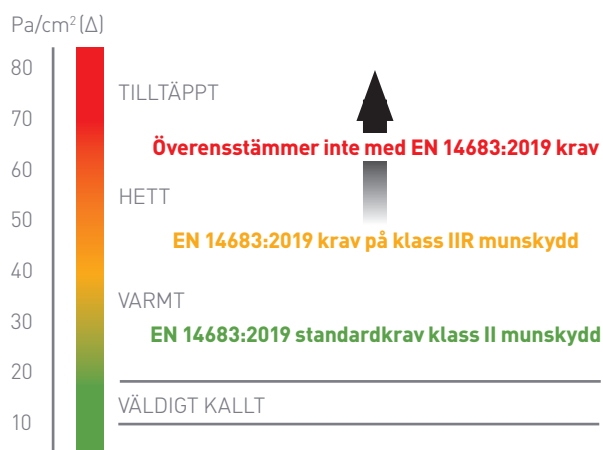 Pa/cm² (Δ)
80
TILLTÄPPT
70
Överensstämmer inte med EN 14683:2019 krav
60
HETT
50
EN 14683:2019 krav på klass IIR munskydd
40
VARMT
30
EN 14683:2019 standardkrav klass II munskydd
20
VÄLDIGT KALLT
10